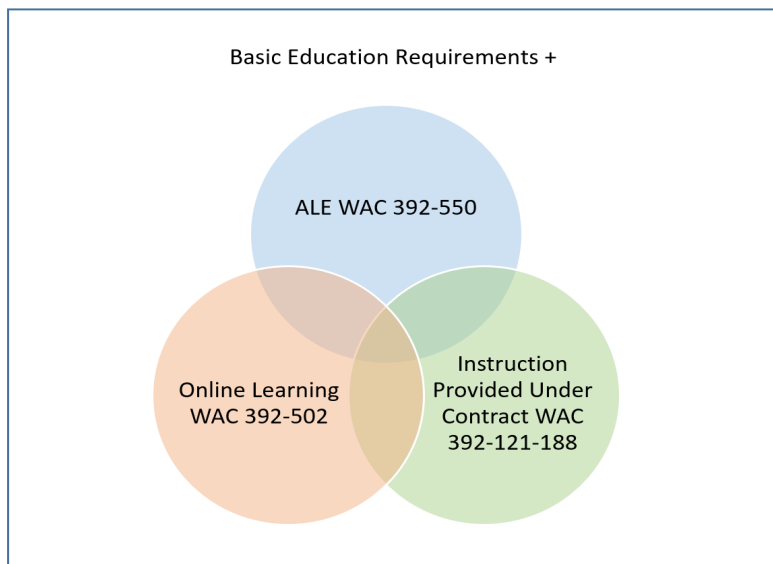 Basic Education Requirements +
ALE WAC 392-550
Online Learning
WAC 392-502
Instruction
Provided Under
Contract WAC
392-121-188